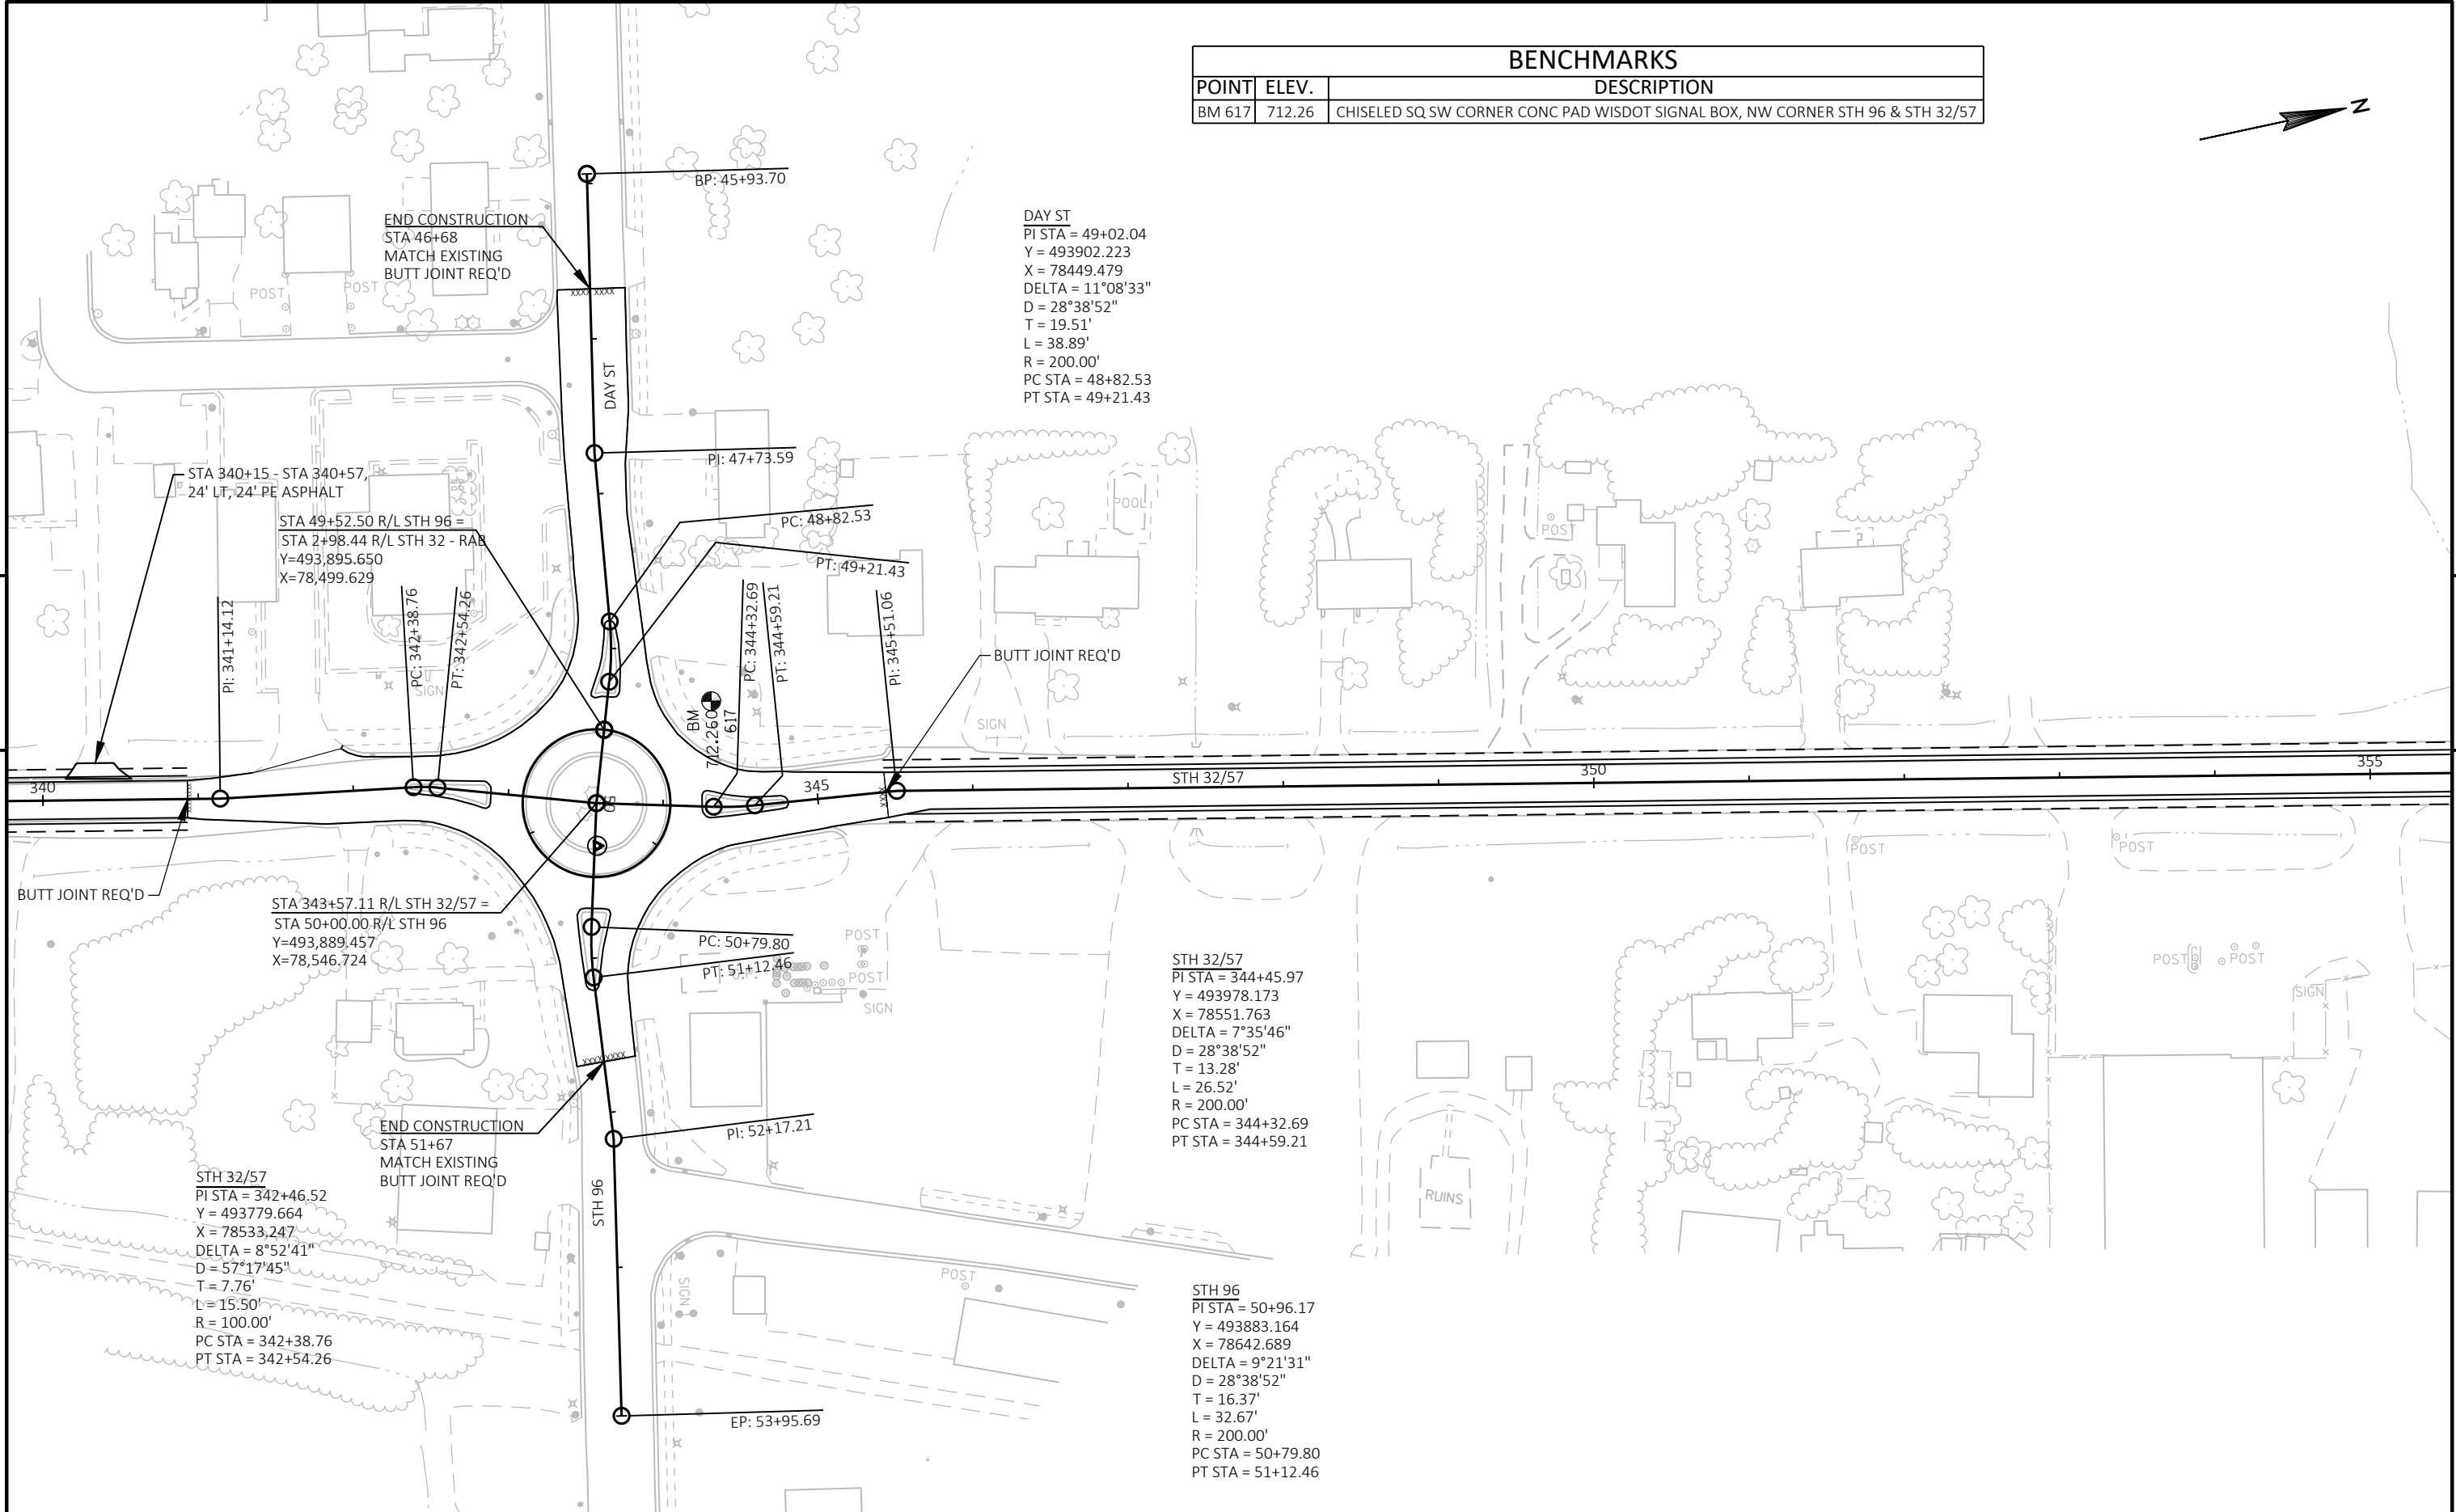 BENCHMARKS
POINT ELEV. DESCRIPTION
BM 617 712.26 CHISELED SQ SW CORNER CONC PAD WISDOT SIGNAL BOX, NW CORNER STH 96 & STH 32/57
N
BP: 45+93.70
END CONSTRUCTION
STA 46+68
MATCH EXISTING
BUTT JOINT REQ'D
XXXX XXXX
POST
POST
DAY ST
PI STA = 49+02.04
Y = 493902.223
X = 78449.479
DELTA = 11°08'33"
D = 28°38'52"
T = 19.51'
L = 38.89'
R = 200.00'
PC STA = 48+82.53
PT STA = 49+21.43
DAY ST
PI: 47+73.59
STA 340+15 - STA 340+57,
24' LT, 24' PE ASPHALT
STA 49+52.50 R/L STH 96 =
STA 2+98.44 R/L STH 32 - RAB
Y=493,895.650
X=78,499.629
PC: 48+82.53
PT: 49+21.43
POOL
POST
PI: 341+14.12
PC: 342+38.76
PT: 342+54.26
SIGN
PC: 344+32.69
PT: 344+59.21
PI: 345+51.06
BUTT JOINT REQ'D
BM
712.260
617
SIGN
340
345
STH 32/57
350
355
50
XXX
BUTT JOINT REQ'D
STA 343+57.11 R/L STH 32/57 =
STA 50+00.00 R/L STH 96
Y=493,889.457
X=78,546.724
PC: 50+79.80
PT: 51+12.46
POST
POST
SIGN
POST
POST
POST
POST
SIGN
STH 32/57
PI STA = 344+45.97
Y = 493978.173
X = 78551.763
DELTA = 7°35'46"
D = 28°38'52"
T = 13.28'
L = 26.52'
R = 200.00'
PC STA = 344+32.69
PT STA = 344+59.21
XXXX XXXX
END CONSTRUCTION
STA 51+67
MATCH EXISTING
BUTT JOINT REQ'D
PI: 52+17.21
STH 96
RUINS
STH 32/57
PI STA = 342+46.52
Y = 493779.664
X = 78533.247
DELTA = 8°52'41"
D = 57°17'45"
T = 7.76'
L = 15.50'
R = 100.00'
PC STA = 342+38.76
PT STA = 342+54.26
SIGN
POST
STH 96
PI STA = 50+96.17
Y = 493883.164
X = 78642.689
DELTA = 9°21'31"
D = 28°38'52"
T = 16.37'
L = 32.67'
R = 200.00'
PC STA = 50+79.80
PT STA = 51+12.46
EP: 53+95.69